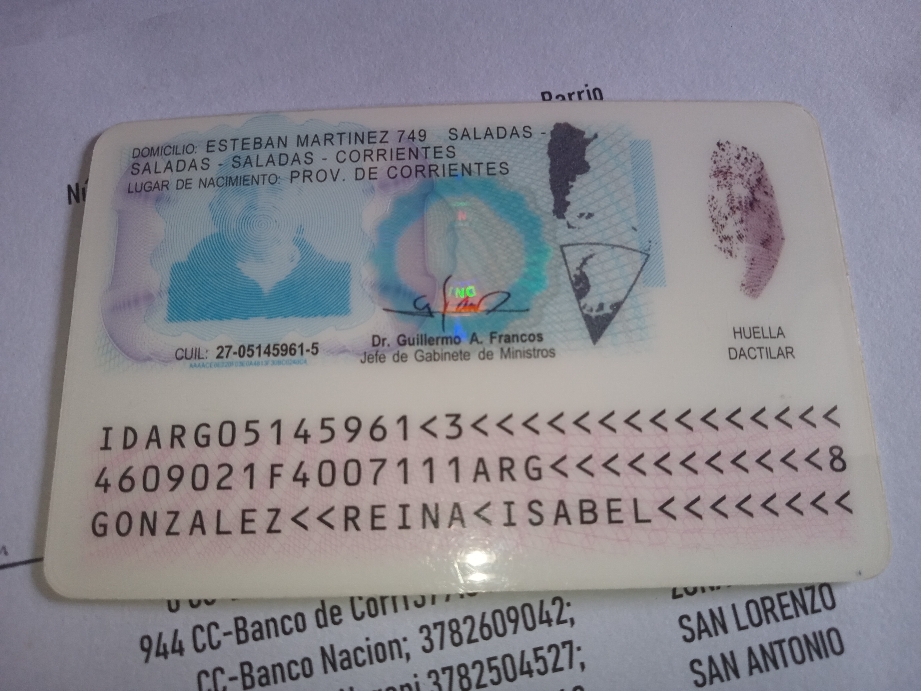 Barrio
DOMICILIO: ESTEBAN MARTINEZ 749 SALADAS -
SALADAS - SALADAS - CORRIENTES
LUGAR DE NACIMIENTO: PROV. DE CORRIENTES
CUIL: 27-05145961-5
Dr. Guillermo A. Francos
Jefe de Gabinete de Ministros
HUELLA
DACTILAR
IDARG05145961<3<<<<<<<<<<<<<<<
4609021F4007111ARG<<<<<<<<<<<8
GONZALEZ<<REINA<ISABEL<<<<<<<<
944 CC-Banco de
CC-Banco Nacion; 3782609042;
3782504527;
SAN LORENZO
SAN ANTONIO